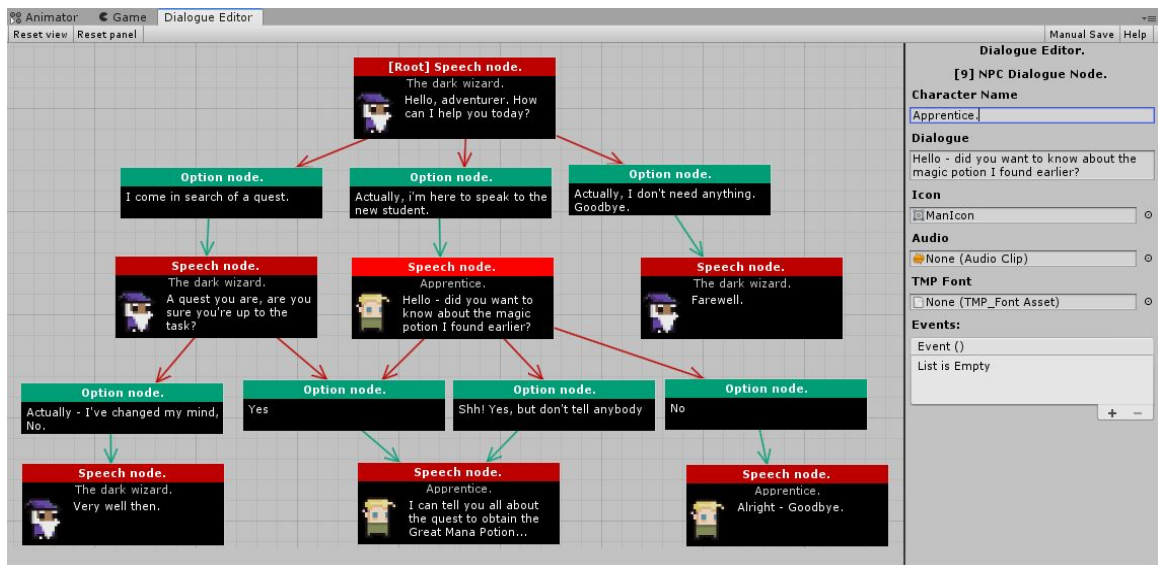 Animator
Game
Dialogue Editor
Reset view
Reset panel
Manual Save
Help
[Root] Speech node.
The dark wizard.
Hello, adventurer. How
can I help you today?
Option node.
I come in search of a quest.
Option node.
Actually, i'm here to speak to the
new student.
Option node.
Actually, I don't need anything.
Goodbye.
Speech node.
The dark wizard.
A quest you are, are you
sure you're up to the
task?
Speech node.
Apprentice.
Hello - did you want to
know about the magic
potion I found earlier?
Speech node.
The dark wizard.
Farewell.
Option node.
Actually - I've changed my mind,
No.
Option node.
Yes
Option node.
Shh! Yes, but don't tell anybody
Option node.
No
Speech node.
The dark wizard.
Very well then.
Speech node.
Apprentice.
I can tell you all about
the quest to obtain the
Great Mana Potion...
Speech node.
Apprentice.
Alright - Goodbye.
Dialogue Editor.
[9] NPC Dialogue Node.
Character Name
Apprentice.
Dialogue
Hello - did you want to know about the
magic potion I found earlier?
Icon
ManIcon
Audio
None (Audio Clip)
TMP Font
None (TMP_Font Asset)
Events:
Event ()
List is Empty
+ -